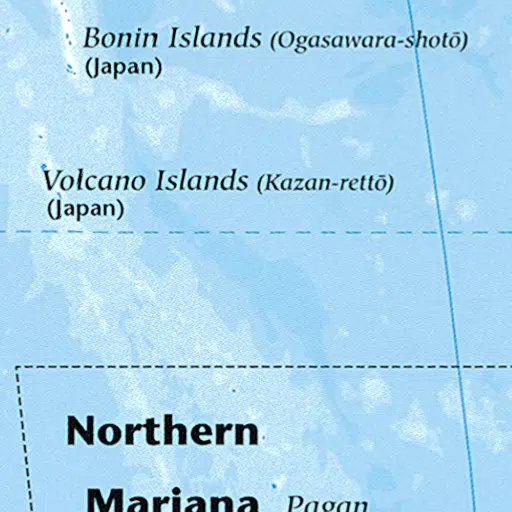 Bonin Islands (Ogasawara-shotō)
(Japan)
Volcano Islands (Kazan-rettō)
(Japan)
Northern
Mariana Pagan